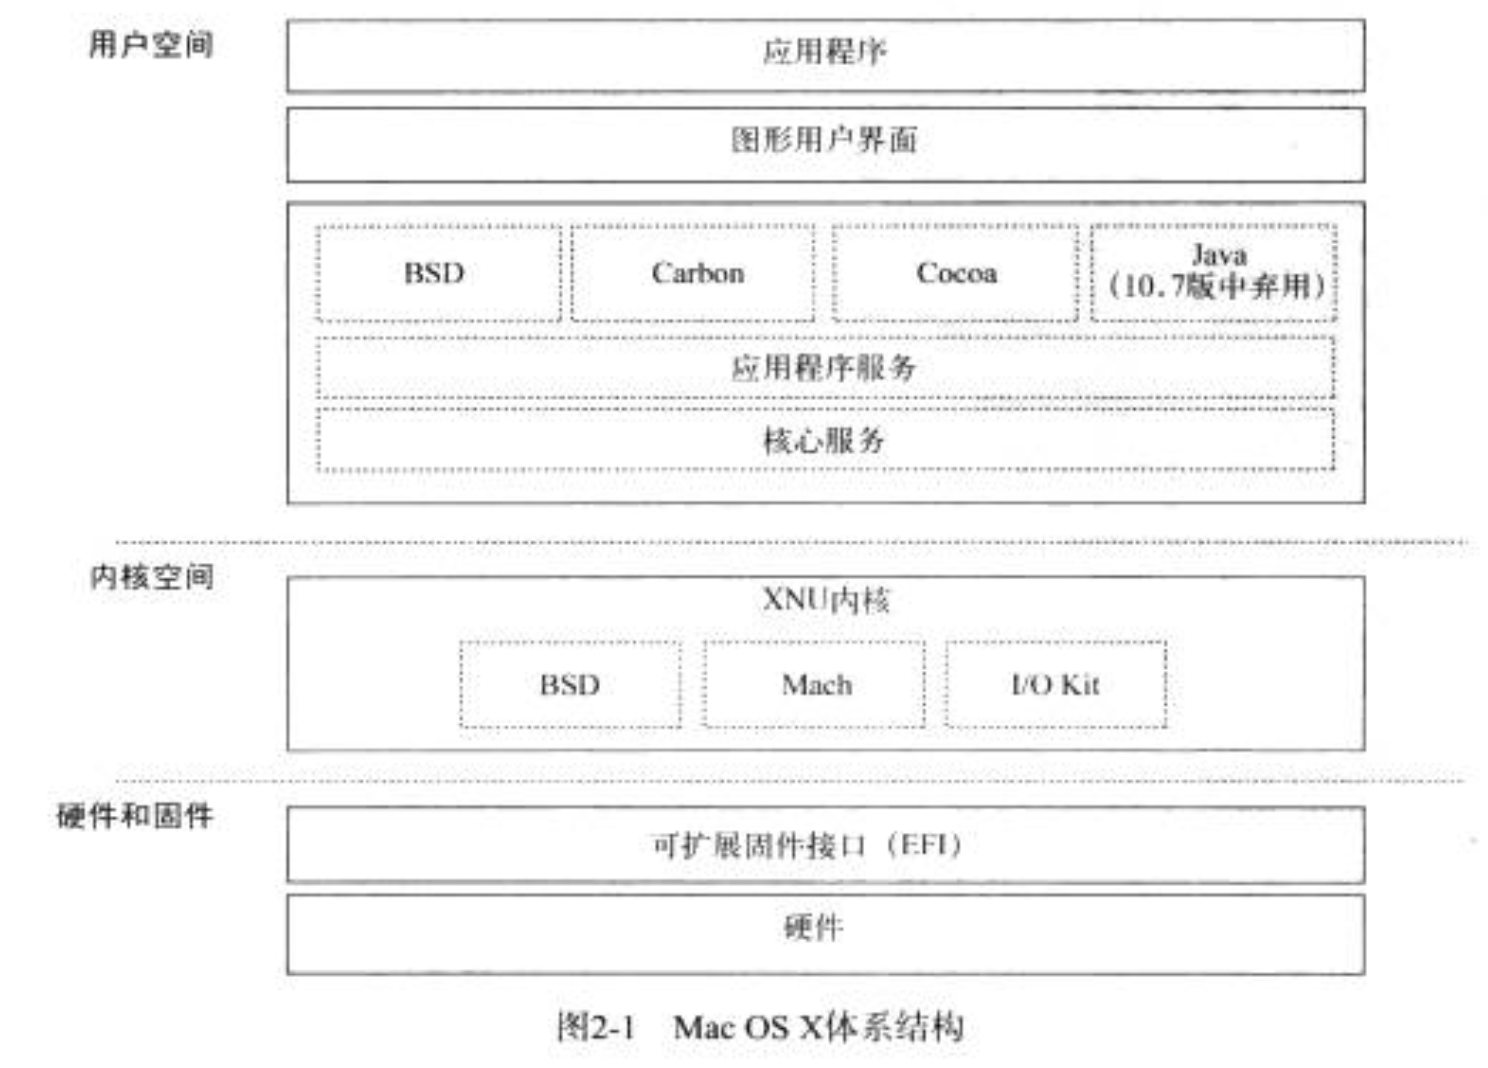 用户空间
应用程序
图形用户界面
BSD
Carbon
Cocoa
Java
(10.7版中弃用)
应用程序服务
核心服务
内核空间
XNU内核
BSD
Mach
I/O Kit
硬件和固件
可扩展固件接口（EFI）
硬件
图2-1 Mac OS X体系结构